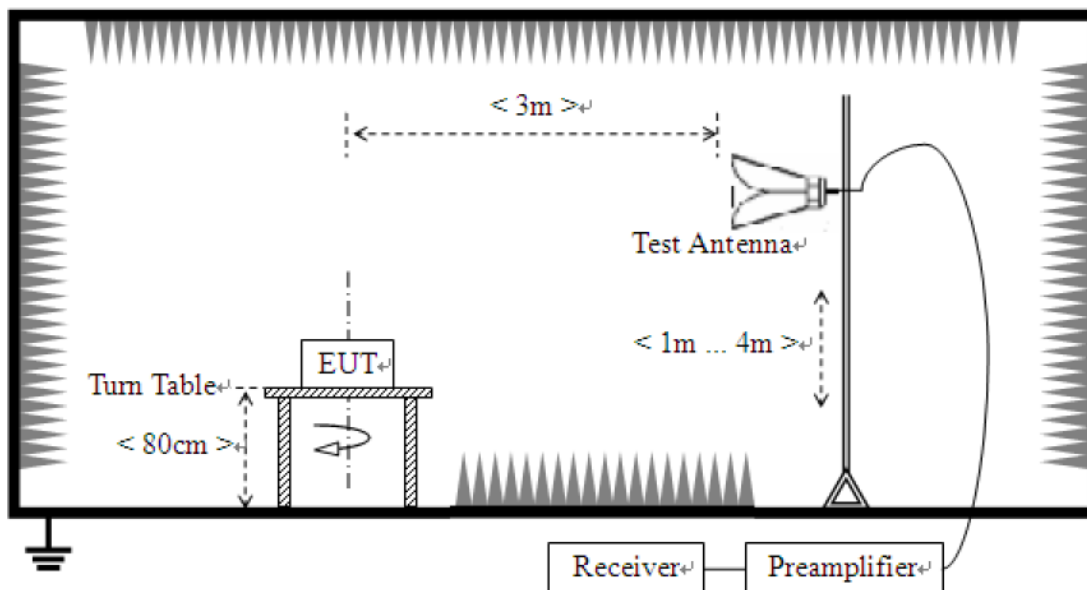 < 3m >
Test Antenna
< 1m ... 4m >
EUT
Turn Table
< 80cm >
Receiver
Preamplifier